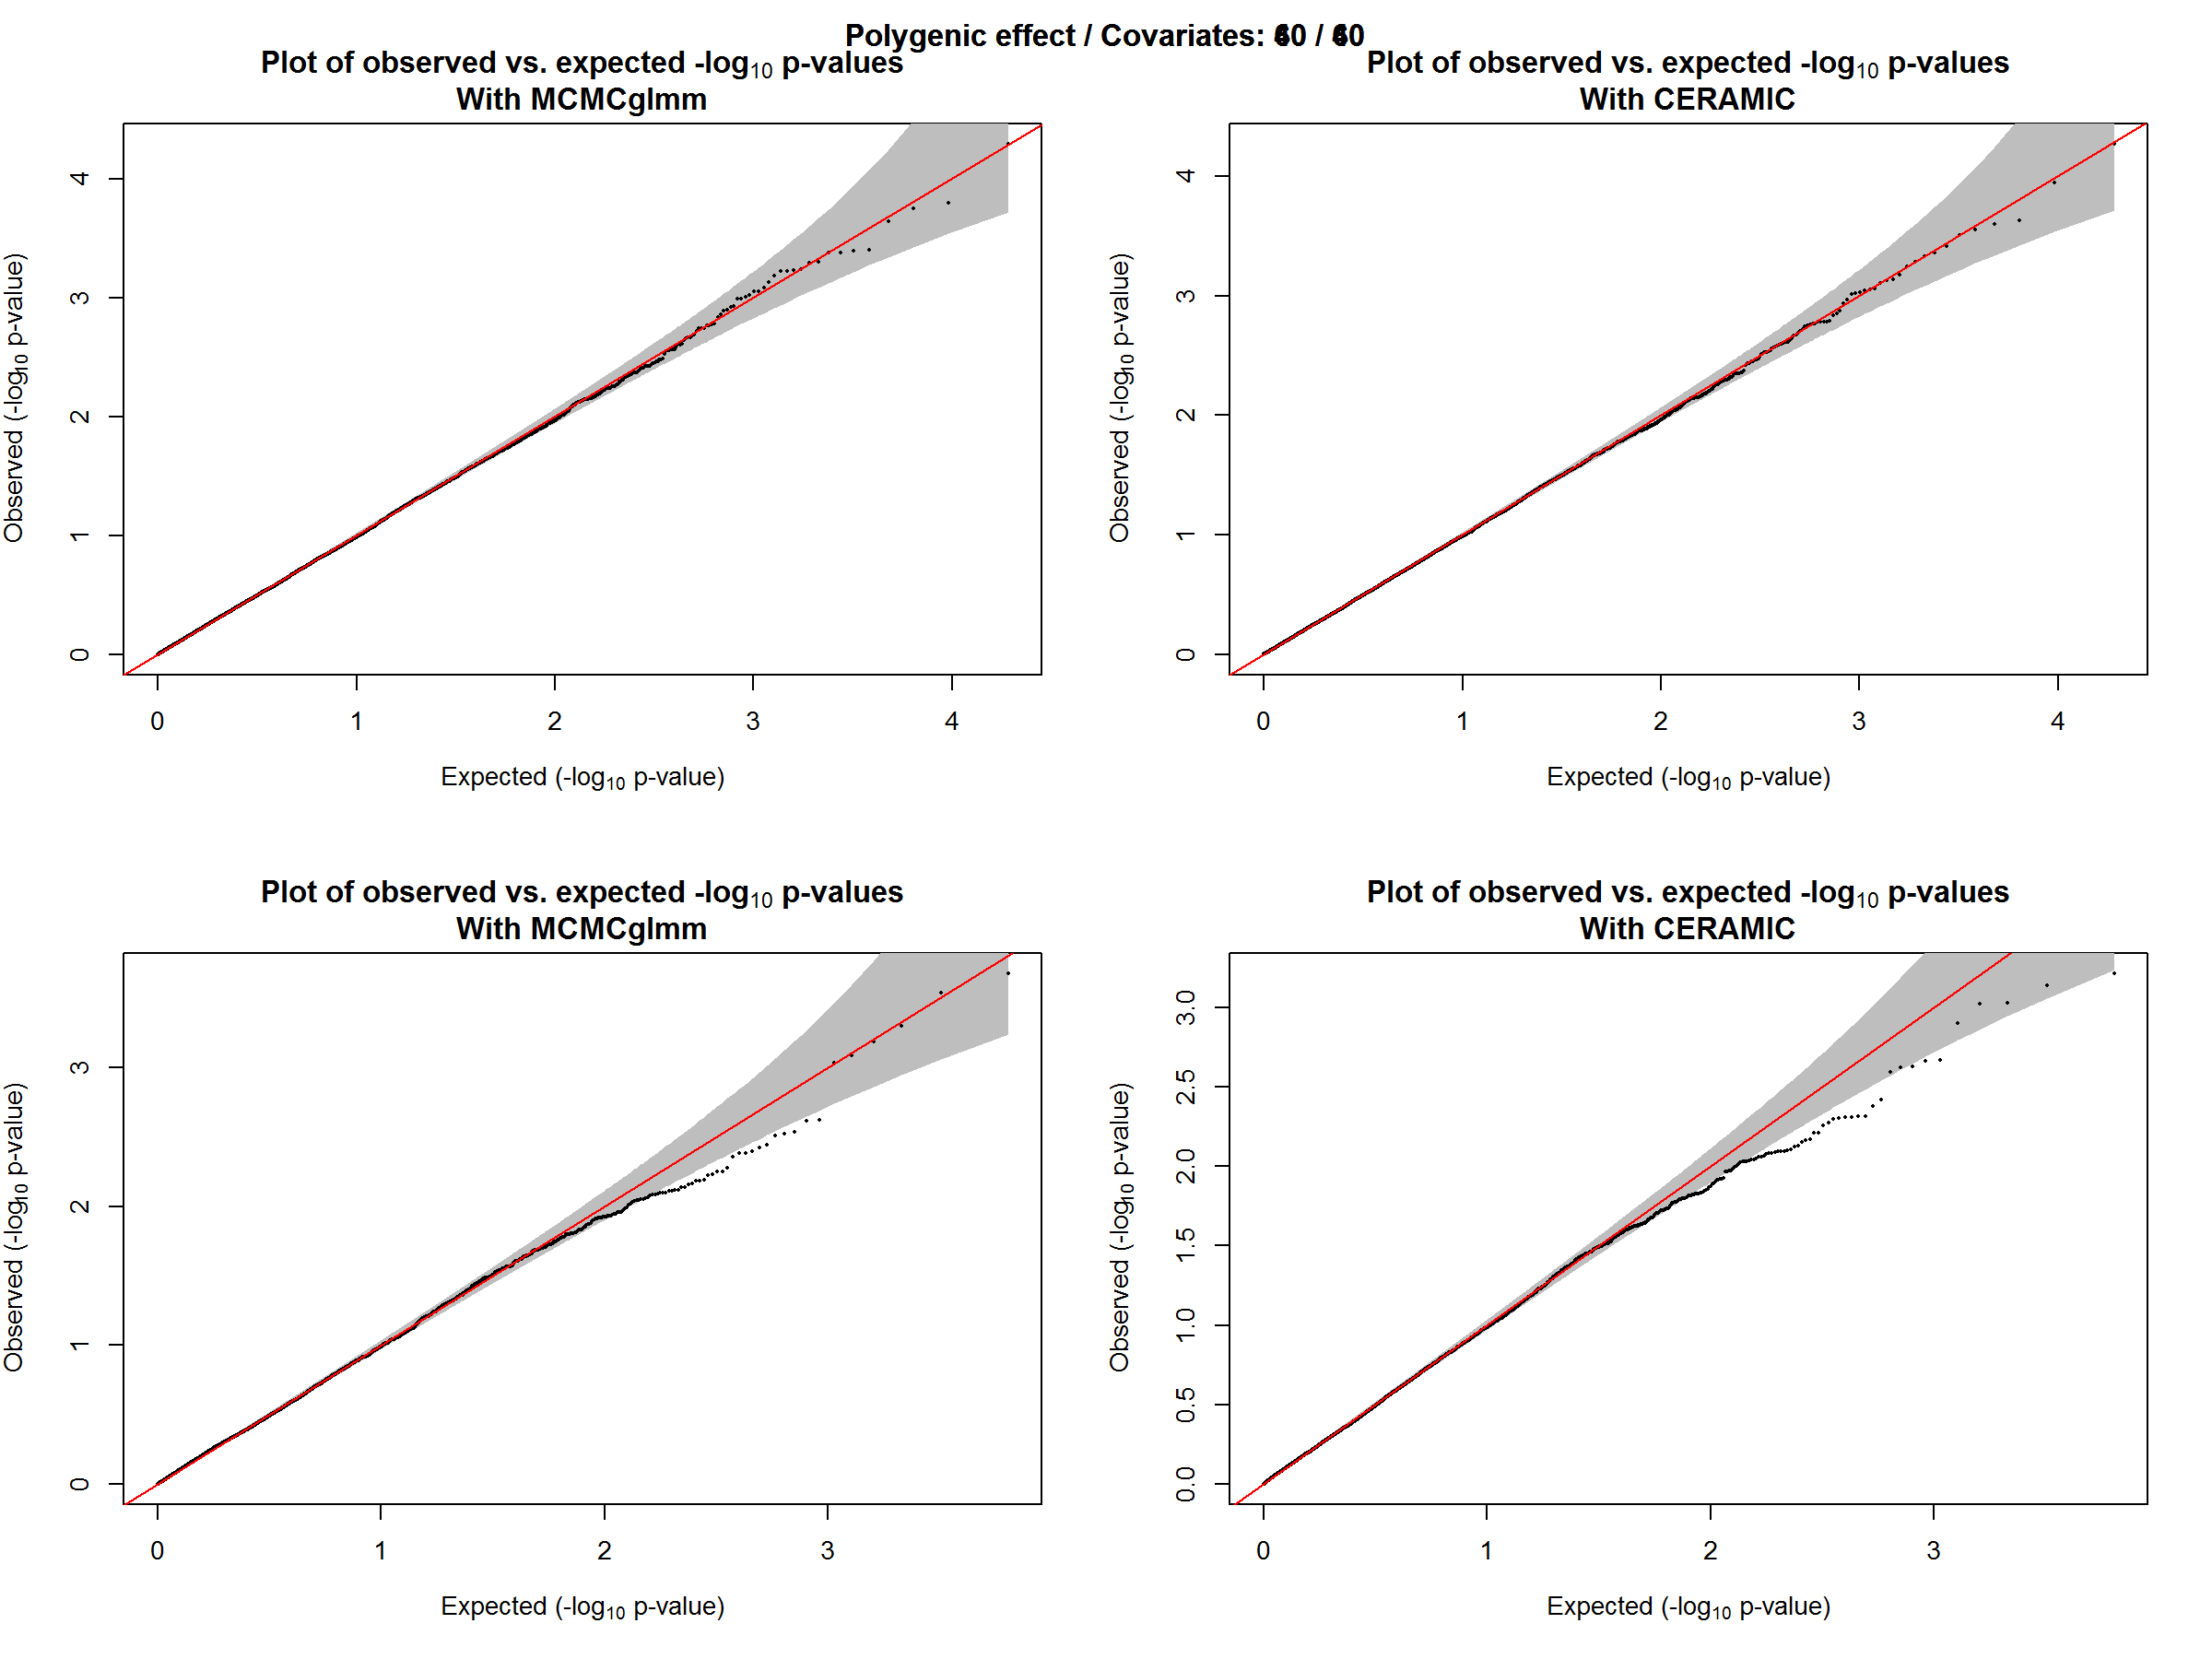 Polygenic effect / Covariates: /
Plot of observed vs. expected -log10 p-values
With MCMCglmm
Observed (-log10 p-value)
4
3
2
1
0
0 1 2 3 4
Expected (-log10 p-value)
Plot of observed vs. expected -log10 p-values
With CERAMIC
Observed (-log10 p-value)
4
3
2
1
0
0 1 2 3 4
Expected (-log10 p-value)
Plot of observed vs. expected -log10 p-values
With MCMCglmm
Observed (-log10 p-value)
3
2
1
0
0 1 2 3
Expected (-log10 p-value)
Plot of observed vs. expected -log10 p-values
With CERAMIC
Observed (-log10 p-value)
3.0
2.5
2.0
1.5
1.0
0.5
0.0
0 1 2 3
Expected (-log10 p-value)